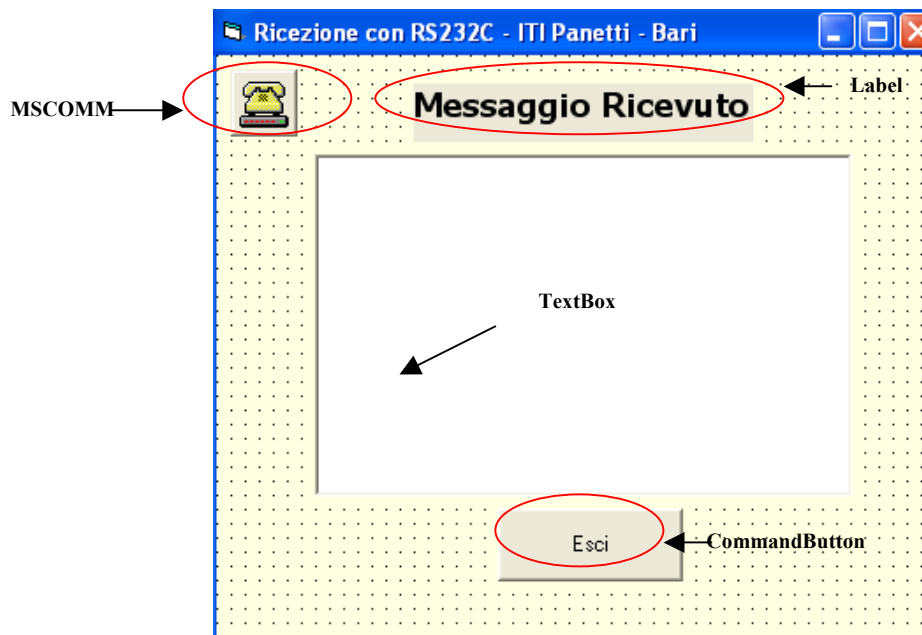 Ricezione con RS232C - ITI Panetti - Bari
MSCOMM
Messaggio Ricevuto
Label
TextBox
Esci
CommandButton